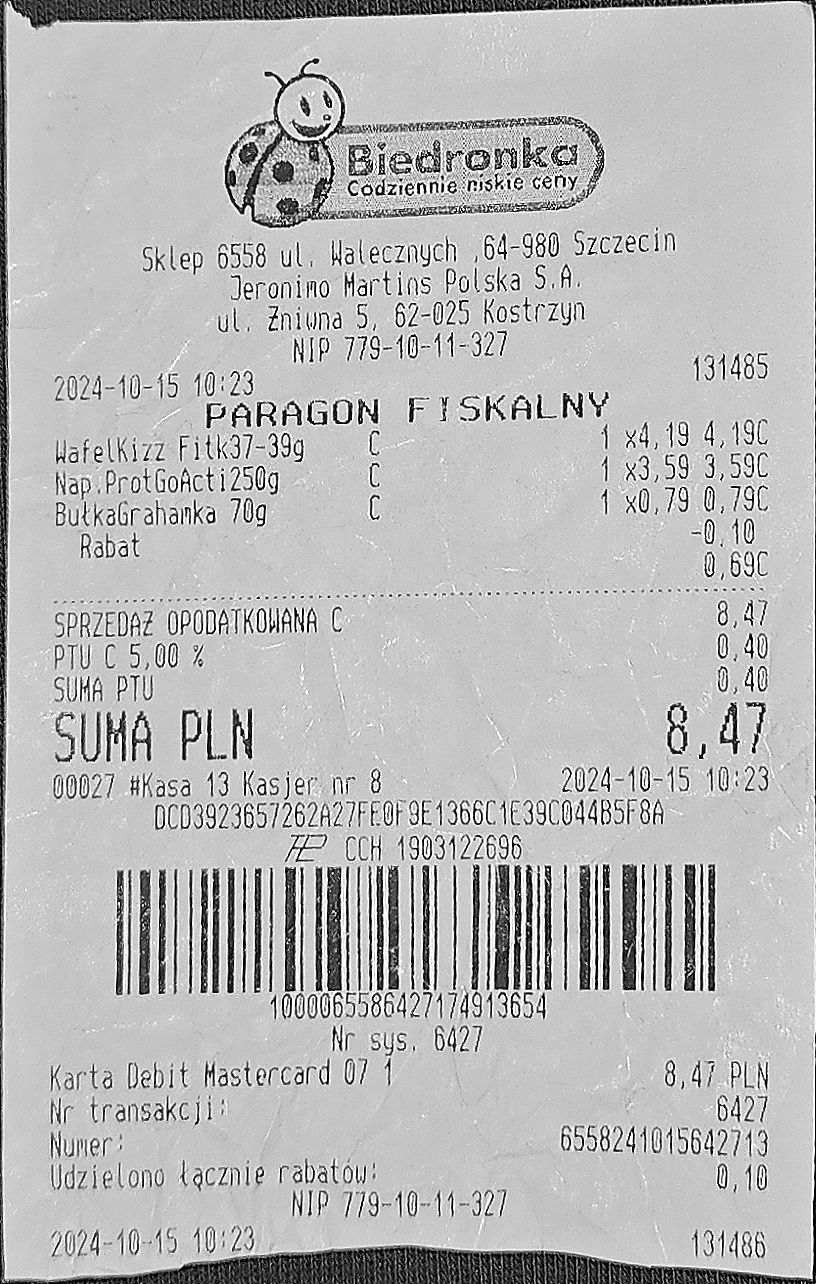 Biedronka
Codziennie niskie ceny
Sklep 6558 ul. Walecznych ,64-980 Szczecin
Jeronimo Martins Polska S.A.
ul. Żniwna 5, 62-025 Kostrzyn
NIP 779-10-11-327
2024-10-15 10:23 131485
PARAGON FISKALNY
WafelKizz Fitk37-39g C 1 x4,19 4,19C
Nap.ProtGoActi250g C 1 x3,59 3,59C
BułkaGrahamka 70g C 1 x0,79 0,79C
Rabat -0,10
0,69C
SPRZEDAŻ OPODATKOWANA C 8,47
PTU C 5,00 % 0,40
SUMA PTU 0,40
SUMA PLN 8,47
00027 #Kasa 13 Kasjer nr 8 2024-10-15 10:23
DCD3923657262A27FE0F9E1366C1E39C044B5F8A
CCH 1903122696
1000065586427174913654
Nr sys. 6427
Karta Debit Mastercard 07 1 8,47 PLN
Nr transakcji: 6427
Numer: 6558241015642713
Udzielono łącznie rabatów: 0,10
NIP 779-10-11-327
2024-10-15 10:23 131486